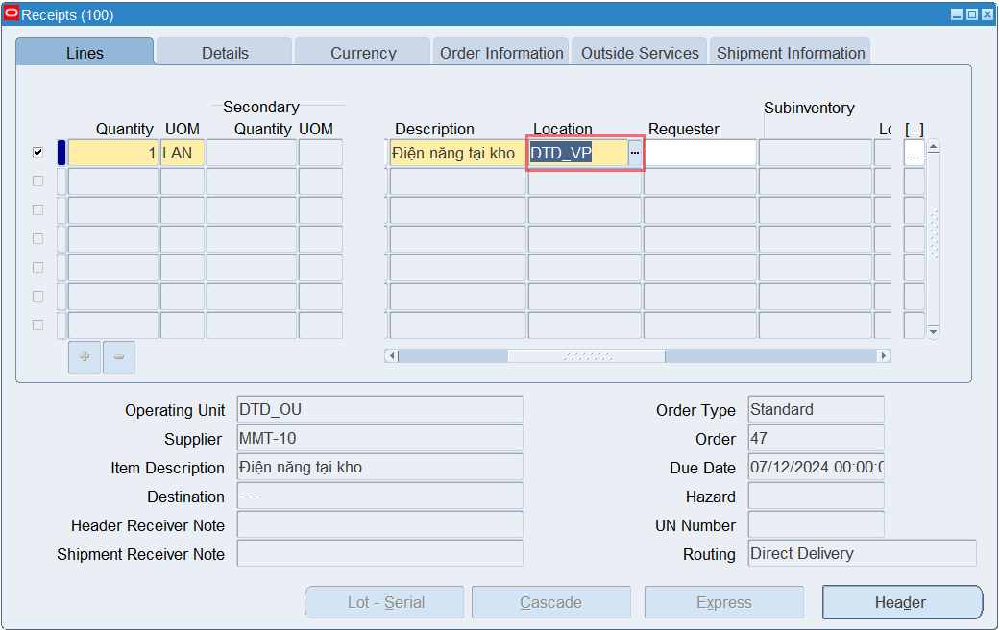 Receipts (100)
Lines Details Currency Order Information Outside Services Shipment Information
Secondary Subinventory
Quantity UOM Quantity UOM Description Location Requester Lc [ ]
1 LAN Điện năng tại kho DTD_VP ... ....
Operating Unit DTD_OU Order Type Standard
Supplier MMT-10 Order 47
Item Description Điện năng tại kho Due Date 07/12/2024 00:00:0
Destination --- Hazard
Header Receiver Note UN Number
Shipment Receiver Note Routing Direct Delivery
Lot - Serial Cascade Express Header